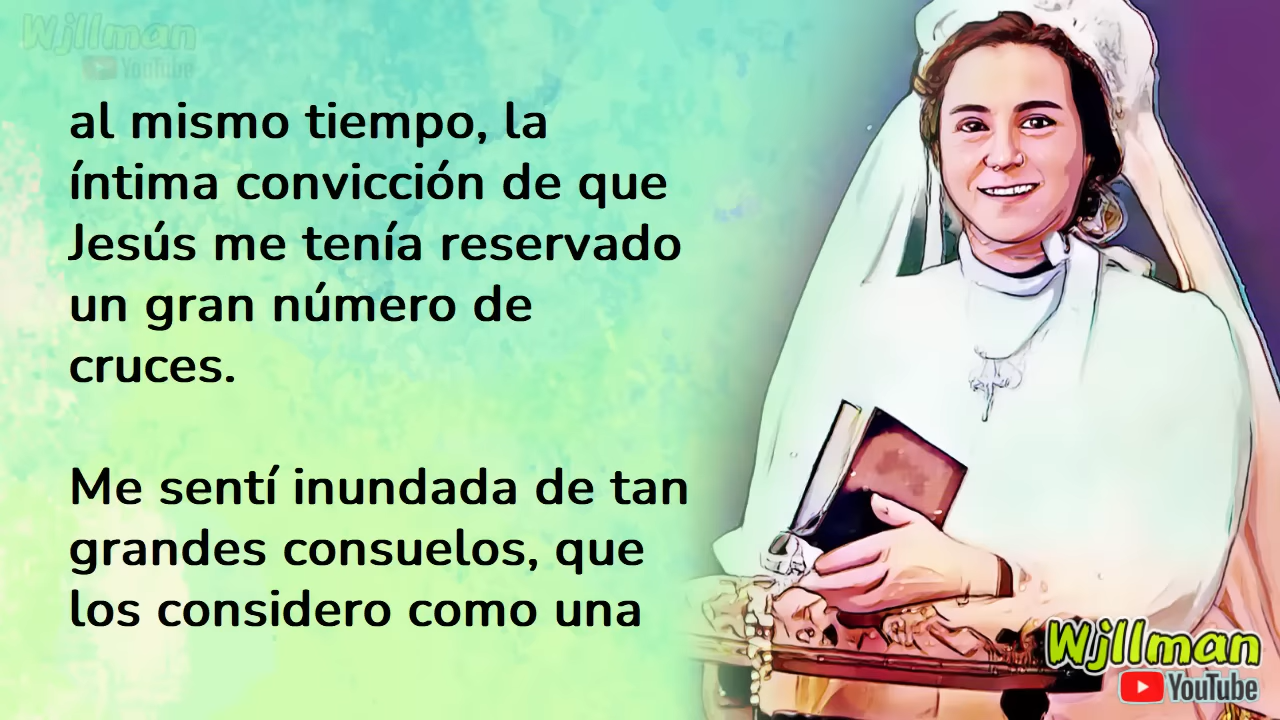 Wjllman
YouTube
al mismo tiempo, la
íntima convicción de que
Jesús me tenía reservado
un gran número de
cruces.
Me sentí inundada de tan
grandes consuelos, que
los considero como una
Wjllman
YouTube